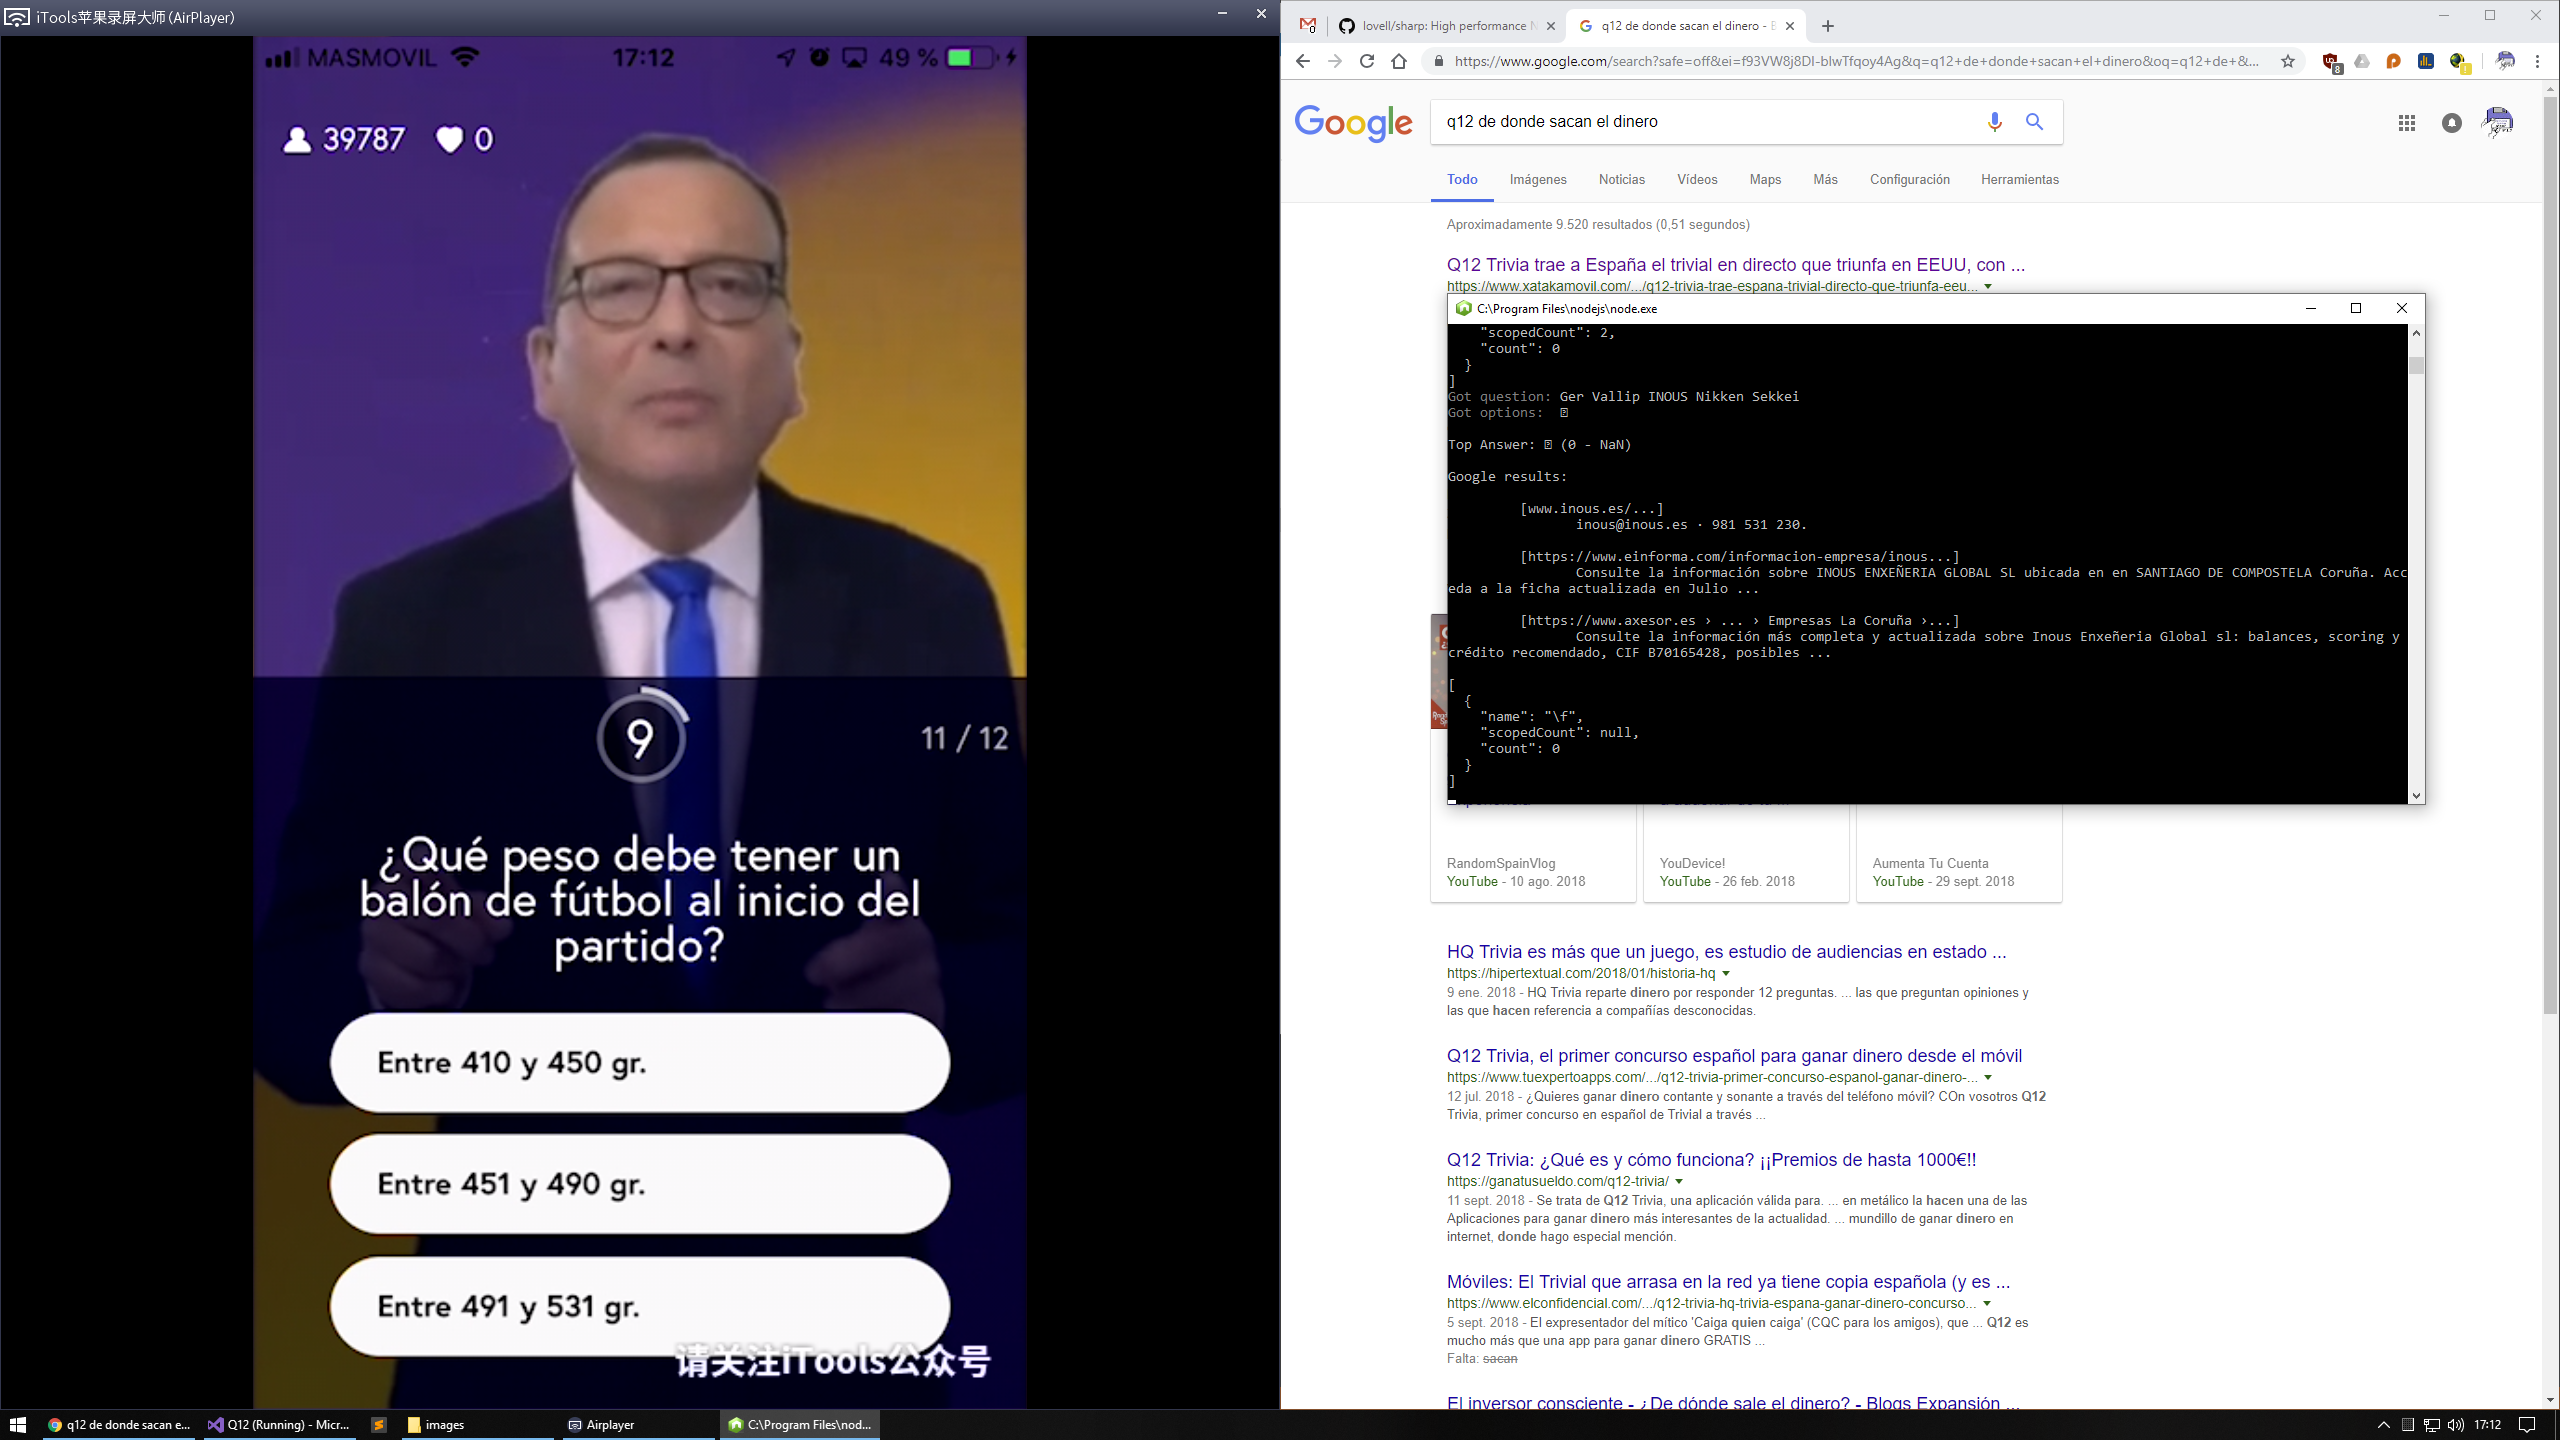 iTools苹果录屏大师(AirPlayer)
MASMOVIL
17:12
49 %
39787
0
9
11 / 12
¿Qué peso debe tener un
balón de fútbol al inicio del
partido?
Entre 410 y 450 gr.
Entre 451 y 490 gr.
Entre 491 y 531 gr.
请关注iTools公众号
lovell/sharp: High performance
q12 de donde sacan el dinero -
https://www.google.com/search?safe=off&ei=f93VW8j8DI-blwTfqoy4Ag&q=q12+de+donde+sacan+el+dinero&oq=q12+de+&...
Google
q12 de donde sacan el dinero
Todo
Imágenes
Noticias
Vídeos
Maps
Más
Configuración
Herramientas
Aproximadamente 9.520 resultados (0,51 segundos)
Q12 Trivia trae a España el trivial en directo que triunfa en EEUU, con ...
https://www.xatakamovil.com/.../q12-trivia-trae-espana-trivial-directo-que-triunfa-eeu...
C:\Program Files\nodejs\node.exe
"scopedCount": 2,
"count": 0
}
]
Got question: Ger Vallip INOUS Nikken Sekkei
Got options:
Top Answer: (0 - NaN)
Google results:
[www.inous.es/...]
inous@inous.es · 981 531 230.
[https://www.einforma.com/informacion-empresa/inous...]
Consulte la información sobre INOUS ENXEÑERIA GLOBAL SL ubicada en en SANTIAGO DE COMPOSTELA Coruña. Acc
eda a la ficha actualizada en Julio ...
[https://www.axesor.es › ... › Empresas La Coruña ›...]
Consulte la información más completa y actualizada sobre Inous Enxeñeria Global sl: balances, scoring y
crédito recomendado, CIF B70165428, posibles ...
[
{
"name": "\f",
"scopedCount": null,
"count": 0
}
]
RandomSpainVlog
YouTube - 10 ago. 2018
YouDevice!
YouTube - 26 feb. 2018
Aumenta Tu Cuenta
YouTube - 29 sept. 2018
HQ Trivia es más que un juego, es estudio de audiencias en estado ...
https://hipertextual.com/2018/01/historia-hq
9 ene. 2018 - HQ Trivia reparte dinero por responder 12 preguntas. ... las que preguntan opiniones y
las que hacen referencia a compañías desconocidas.
Q12 Trivia, el primer concurso español para ganar dinero desde el móvil
https://www.tuexpertoapps.com/.../q12-trivia-primer-concurso-espanol-ganar-dinero-...
12 jul. 2018 - ¿Quieres ganar dinero contante y sonante a través del teléfono móvil? COn vosotros Q12
Trivia, primer concurso en español de Trivial a través ...
Q12 Trivia: ¿Qué es y cómo funciona? ¡¡Premios de hasta 1000€!!
https://ganatusueldo.com/q12-trivia/
11 sept. 2018 - Se trata de Q12 Trivia, una aplicación válida para. ... en metálico la hacen una de las
Aplicaciones para ganar dinero más interesantes de la actualidad. ... mundillo de ganar dinero en
internet, donde hago especial mención.
Móviles: El Trivial que arrasa en la red ya tiene copia española (y es ...
https://www.elconfidencial.com/.../q12-trivia-hq-trivia-espana-ganar-dinero-concurso...
5 sept. 2018 - El expresentador del mítico 'Caiga quien caiga' (CQC para los amigos), que ... Q12 es
mucho más que una app para ganar dinero GRATIS ...
Falta: sacan
El inversor consciente - ¿De dónde sale el dinero? - Blogs Expansión ...
q12 de donde sacan e...
Q12 (Running) - Micr...
images
Airplayer
C:\Program Files\nod...
17:12